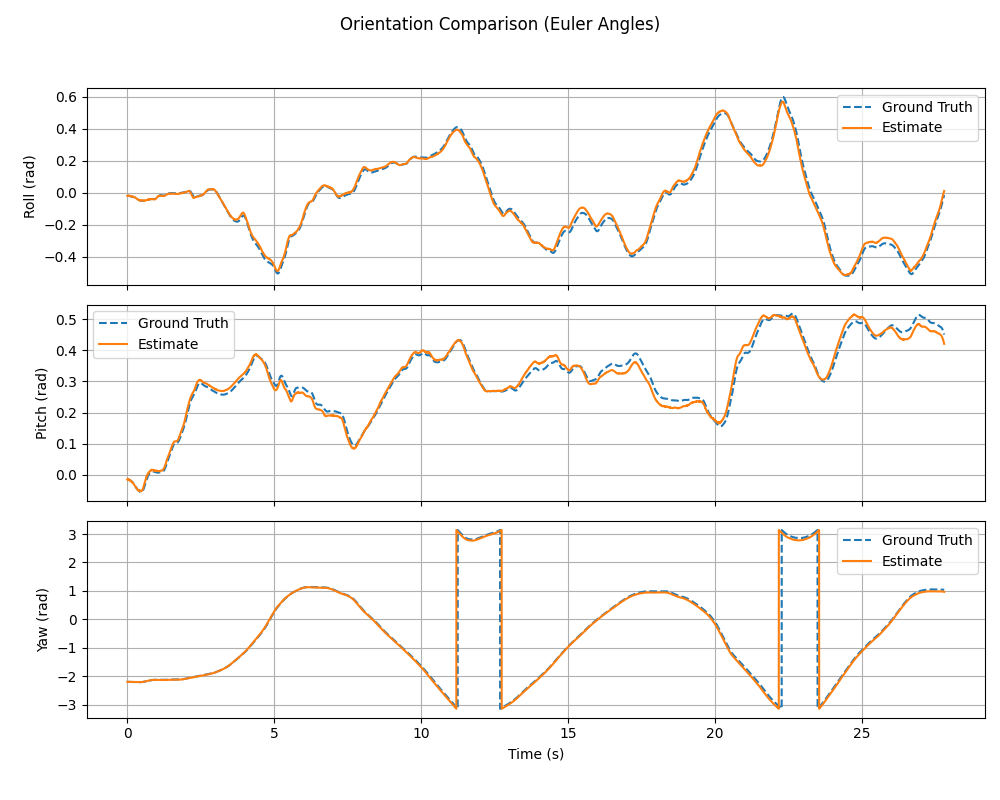 Orientation Comparison (Euler Angles)
Roll (rad)
0.6
0.4
0.2
0.0
−0.2
−0.4
Ground Truth
Estimate
Pitch (rad)
0.5
0.4
0.3
0.2
0.1
0.0
Ground Truth
Estimate
Yaw (rad)
3
2
1
0
−1
−2
−3
Ground Truth
Estimate
0 5 10 15 20 25
Time (s)